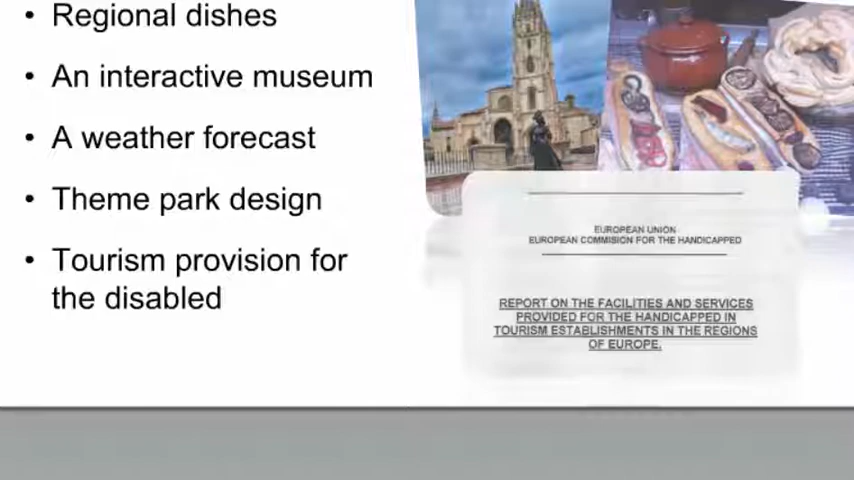 • Regional dishes
• An interactive museum
• A weather forecast
• Theme park design
• Tourism provision for
the disabled
EUROPEAN UNION
EUROPEAN COMMISION FOR THE HANDICAPPED
REPORT ON THE FACILITIES AND SERVICES
PROVIDED FOR THE HANDICAPPED IN
TOURISM ESTABLISHMENTS IN THE REGIONS
OF EUROPE.